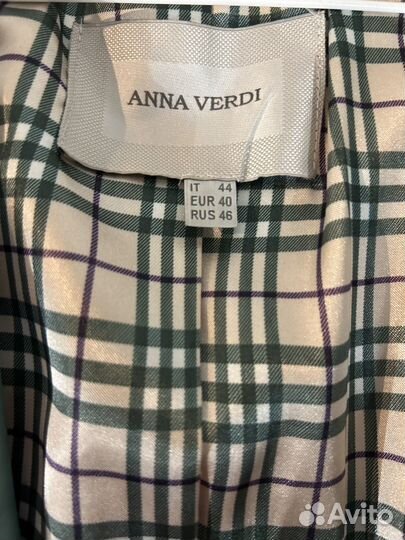 ANNA VERDI
IT 44
EUR 40
RUS 46
Avito